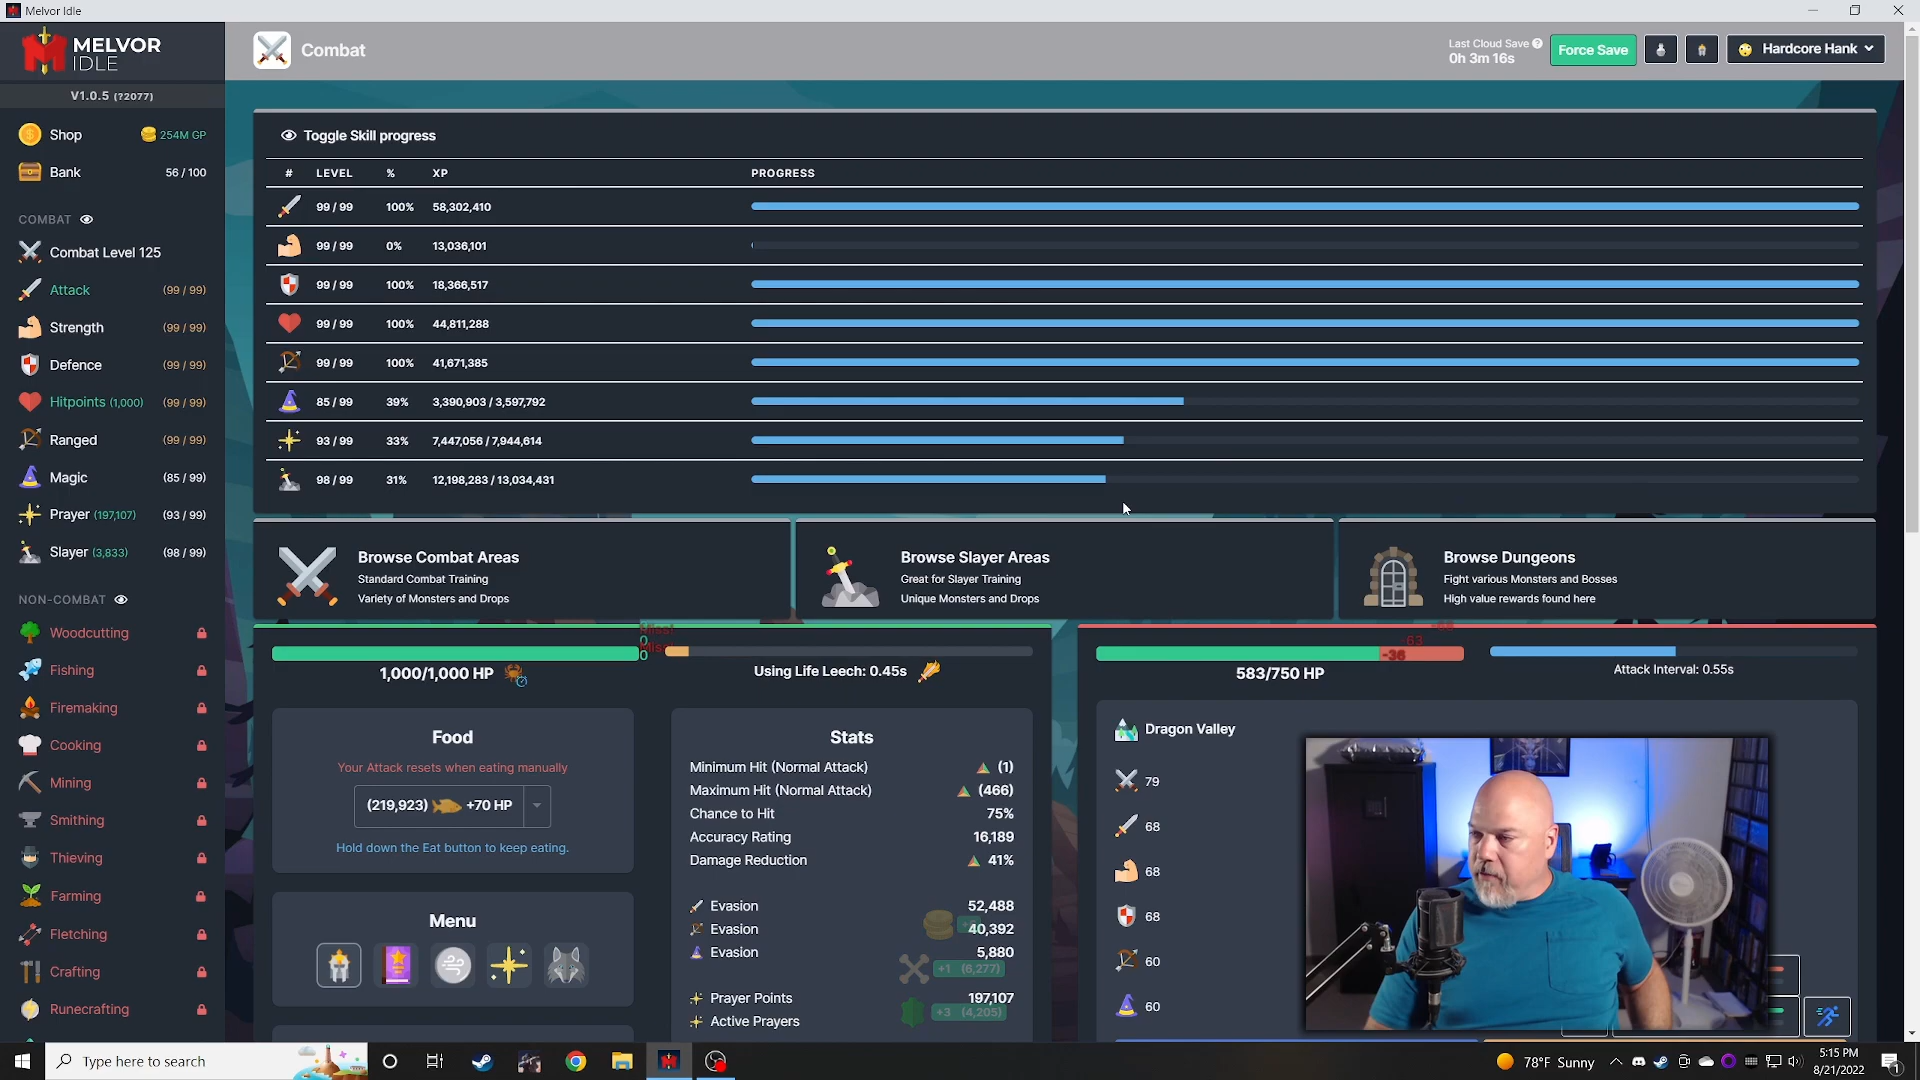 Melvor Idle
MELVOR
IDLE
V1.0.5 (?2077)
Shop 254M GP
Bank 56 / 100
COMBAT
Combat Level 125
Attack (99 / 99)
Strength (99 / 99)
Defence (99 / 99)
Hitpoints (1,000) (99 / 99)
Ranged (99 / 99)
Magic (85 / 99)
Prayer (197,107) (93 / 99)
Slayer (3,833) (98 / 99)
NON-COMBAT
Woodcutting
Fishing
Firemaking
Cooking
Mining
Smithing
Thieving
Farming
Fletching
Crafting
Runecrafting
Combat
Last Cloud Save
0h 3m 16s
Force Save
Hardcore Hank
Toggle Skill progress
# LEVEL % XP PROGRESS
99 / 99 100% 58,302,410
99 / 99 0% 13,036,101
99 / 99 100% 18,366,517
99 / 99 100% 44,811,288
99 / 99 100% 41,671,385
85 / 99 39% 3,390,903 / 3,597,792
93 / 99 33% 7,447,056 / 7,944,614
98 / 99 31% 12,198,283 / 13,034,431
Browse Combat Areas
Standard Combat Training
Variety of Monsters and Drops
Browse Slayer Areas
Great for Slayer Training
Unique Monsters and Drops
Browse Dungeons
Fight various Monsters and Bosses
High value rewards found here
Miss!
0
Miss!
0
1,000/1,000 HP
Using Life Leech: 0.45s
-63
-36
583/750 HP
Attack Interval: 0.55s
Food
Your Attack resets when eating manually
(219,923) +70 HP
Hold down the Eat button to keep eating.
Menu
Stats
Minimum Hit (Normal Attack) (1)
Maximum Hit (Normal Attack) (466)
Chance to Hit 75%
Accuracy Rating 16,189
Damage Reduction 41%
Evasion 52,488
Evasion 40,392
Evasion 5,880
+1 (6,277)
Prayer Points 197,107
+3 (4,205)
Active Prayers
Dragon Valley
79
68
68
68
60
60
Type here to search
78°F Sunny
5:15 PM
8/21/2022
1